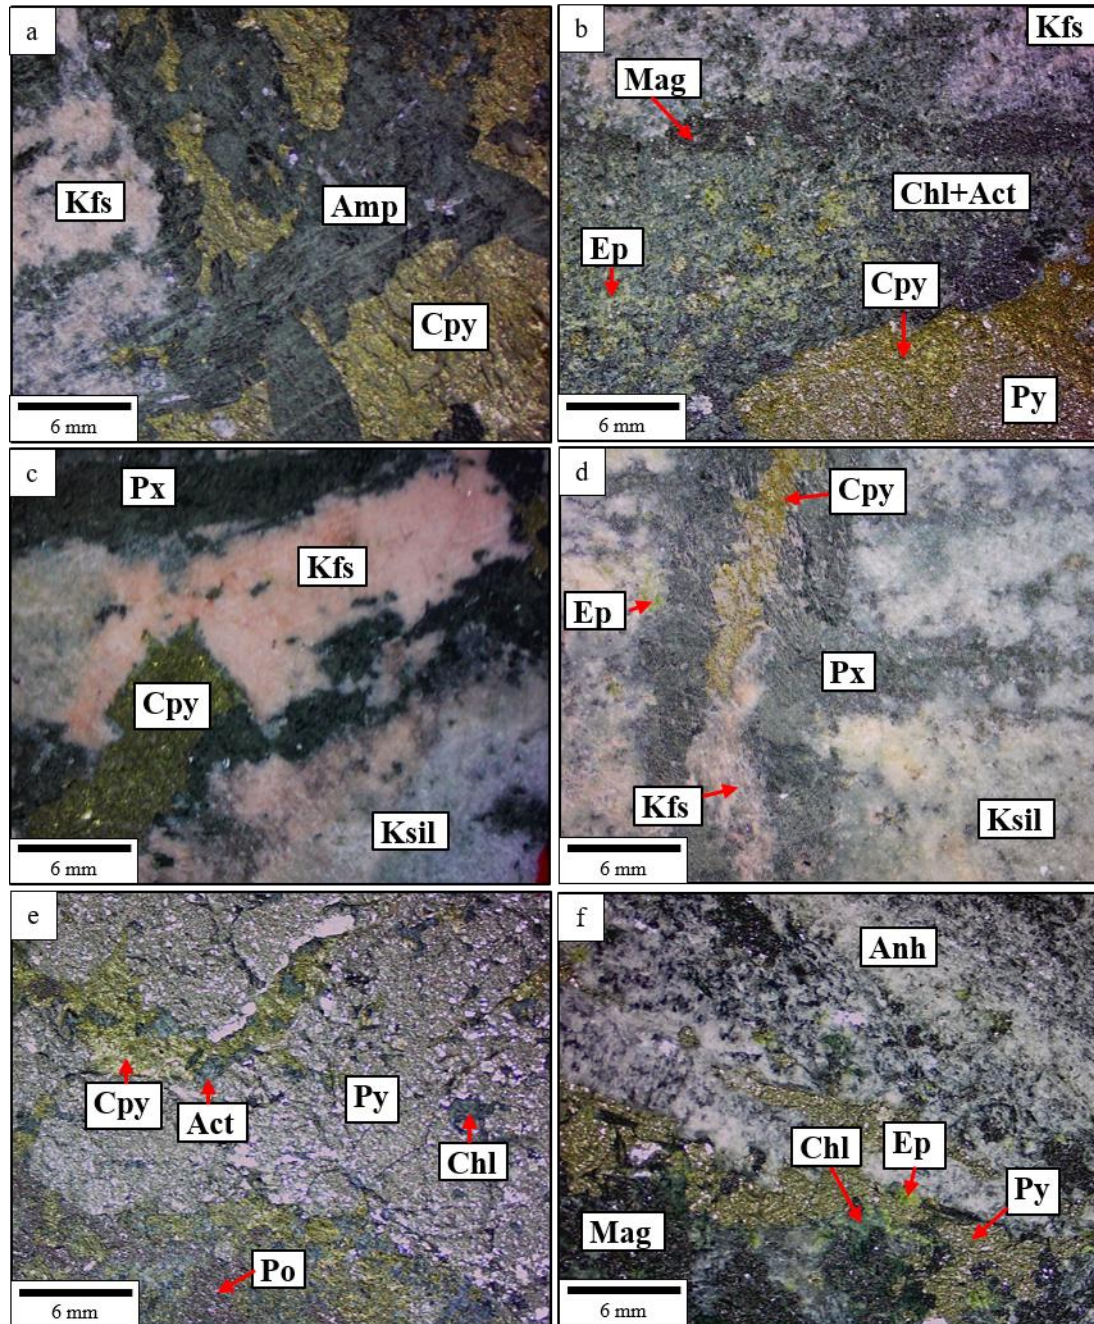 a
Kfs
Amp
Cpy
6 mm
b
Kfs
Mag
Chl+Act
Ep
Cpy
Py
6 mm
c
Px
Kfs
Cpy
Ksil
6 mm
d
Cpy
Ep
Px
Kfs
Ksil
6 mm
e
Cpy
Act
Py
Chl
Po
6 mm
f
Anh
Chl
Ep
Py
Mag
6 mm